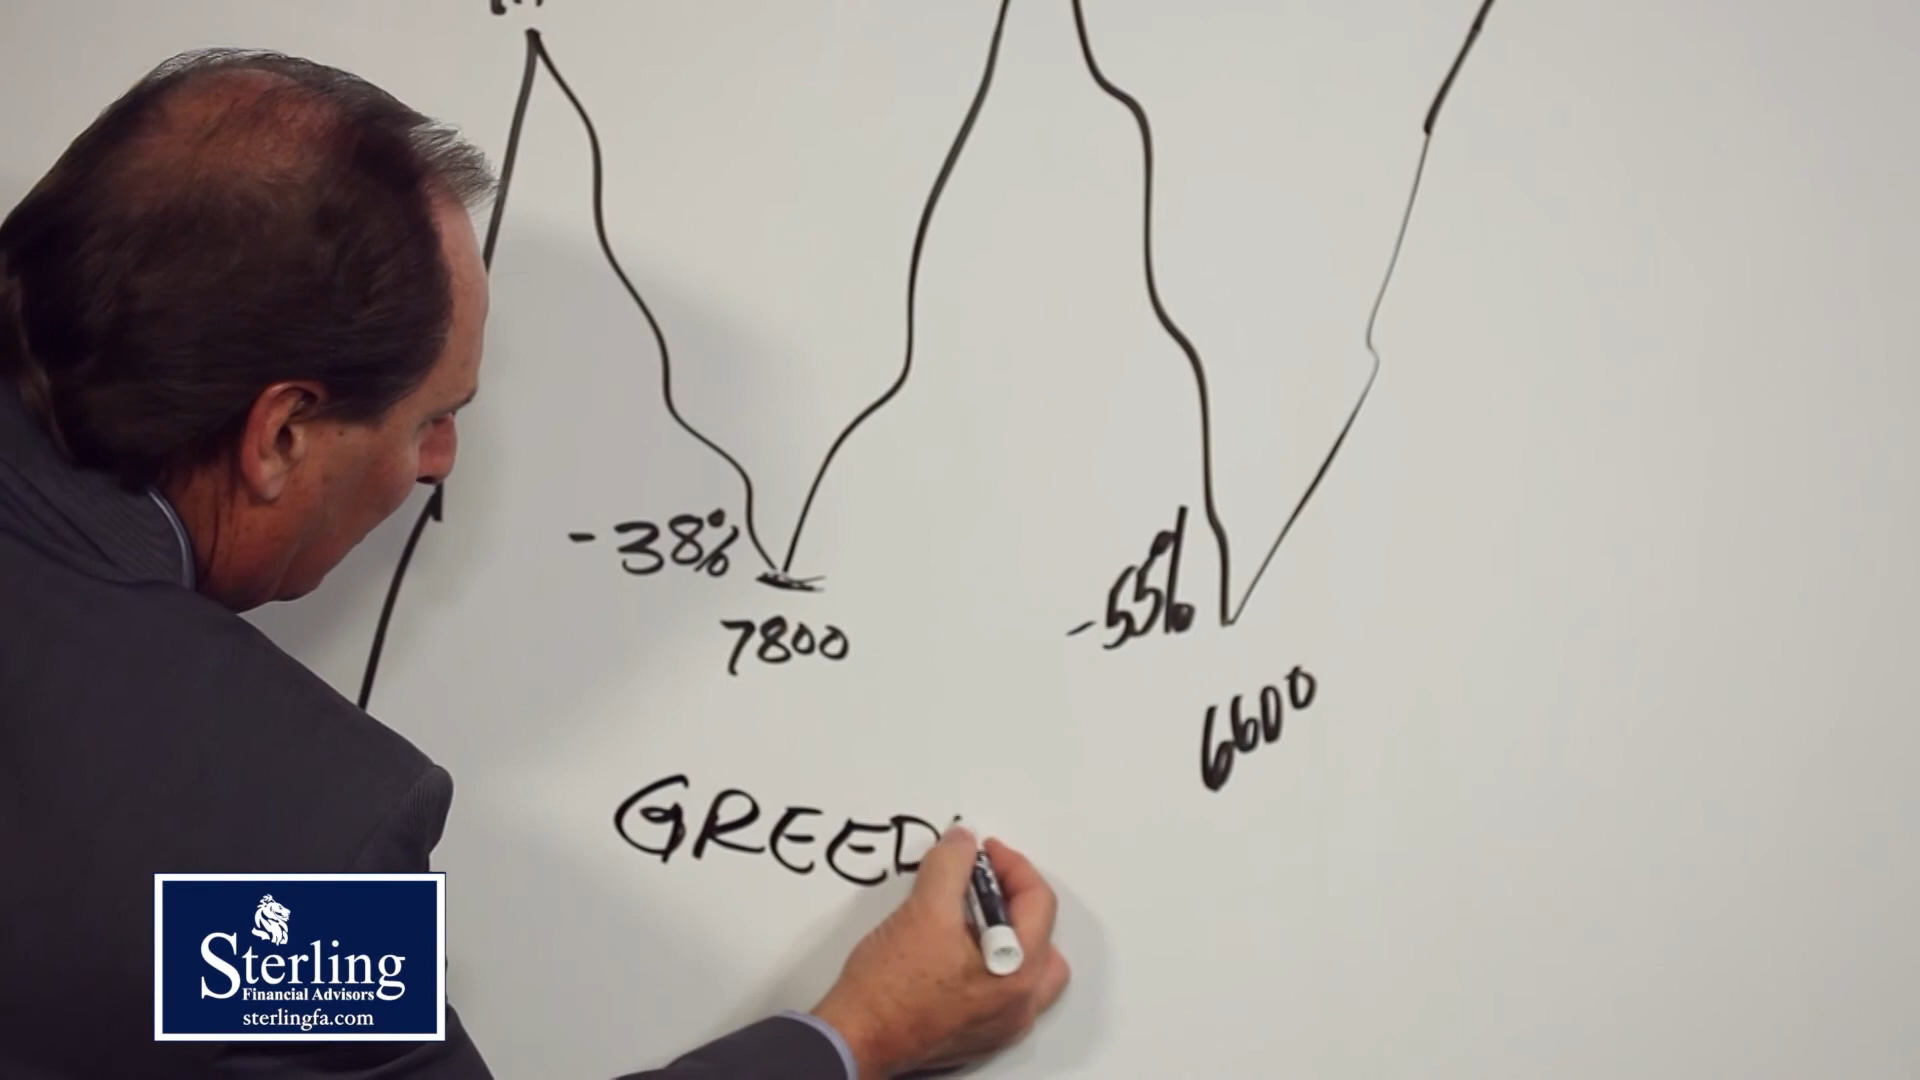 -38%
7800
-55%
6600
GREED
Sterling
Financial Advisors
sterlingfa.com